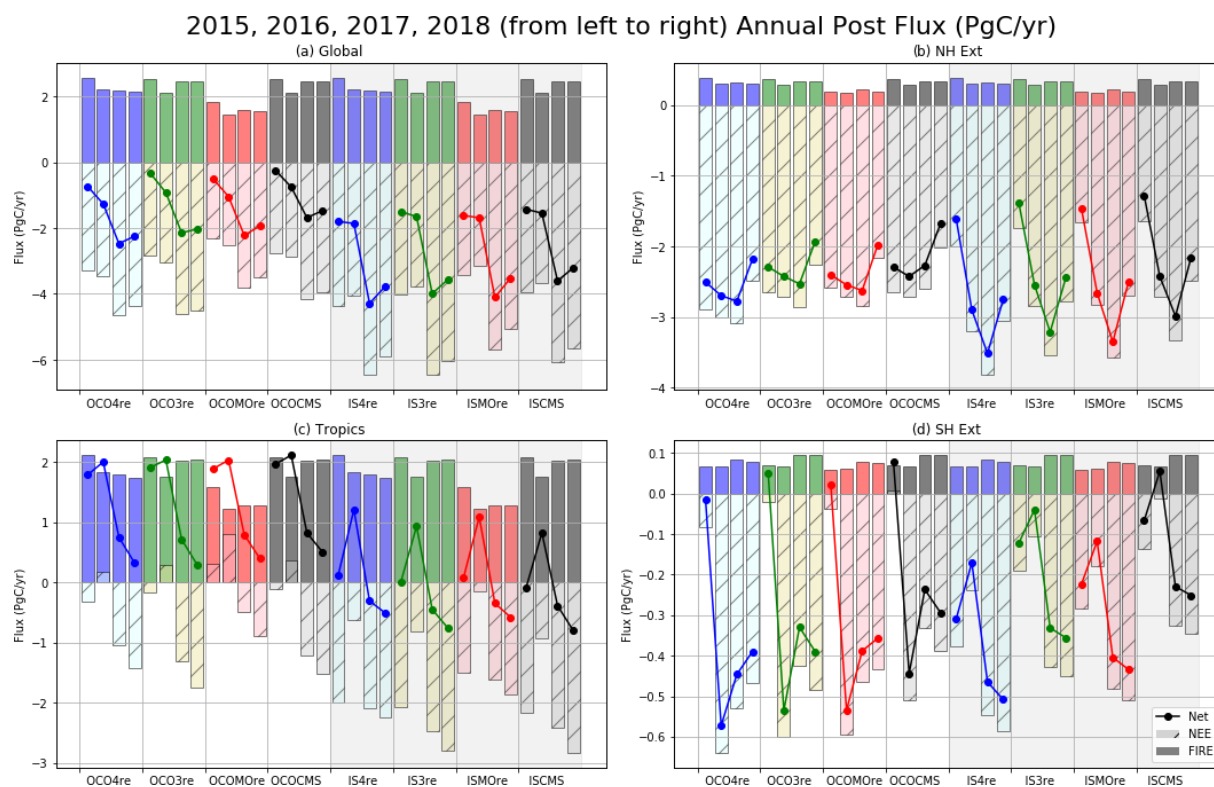 2015, 2016, 2017, 2018 (from left to right) Annual Post Flux (PgC/yr)
(a) Global
Flux (PgC/yr)
2
0
−2
−4
−6
OCO4re OCO3re OCOMOre OCOCMS IS4re IS3re ISMOre ISCMS
(b) NH Ext
Flux (PgC/yr)
0
−1
−2
−3
−4
OCO4re OCO3re OCOMOre OCOCMS IS4re IS3re ISMOre ISCMS
(c) Tropics
Flux (PgC/yr)
2
1
0
−1
−2
−3
OCO4re OCO3re OCOMOre OCOCMS IS4re IS3re ISMOre ISCMS
(d) SH Ext
Flux (PgC/yr)
0.1
0.0
−0.1
−0.2
−0.3
−0.4
−0.5
−0.6
OCO4re OCO3re OCOMOre OCOCMS IS4re IS3re ISMOre ISCMS
Net
NEE
FIRE